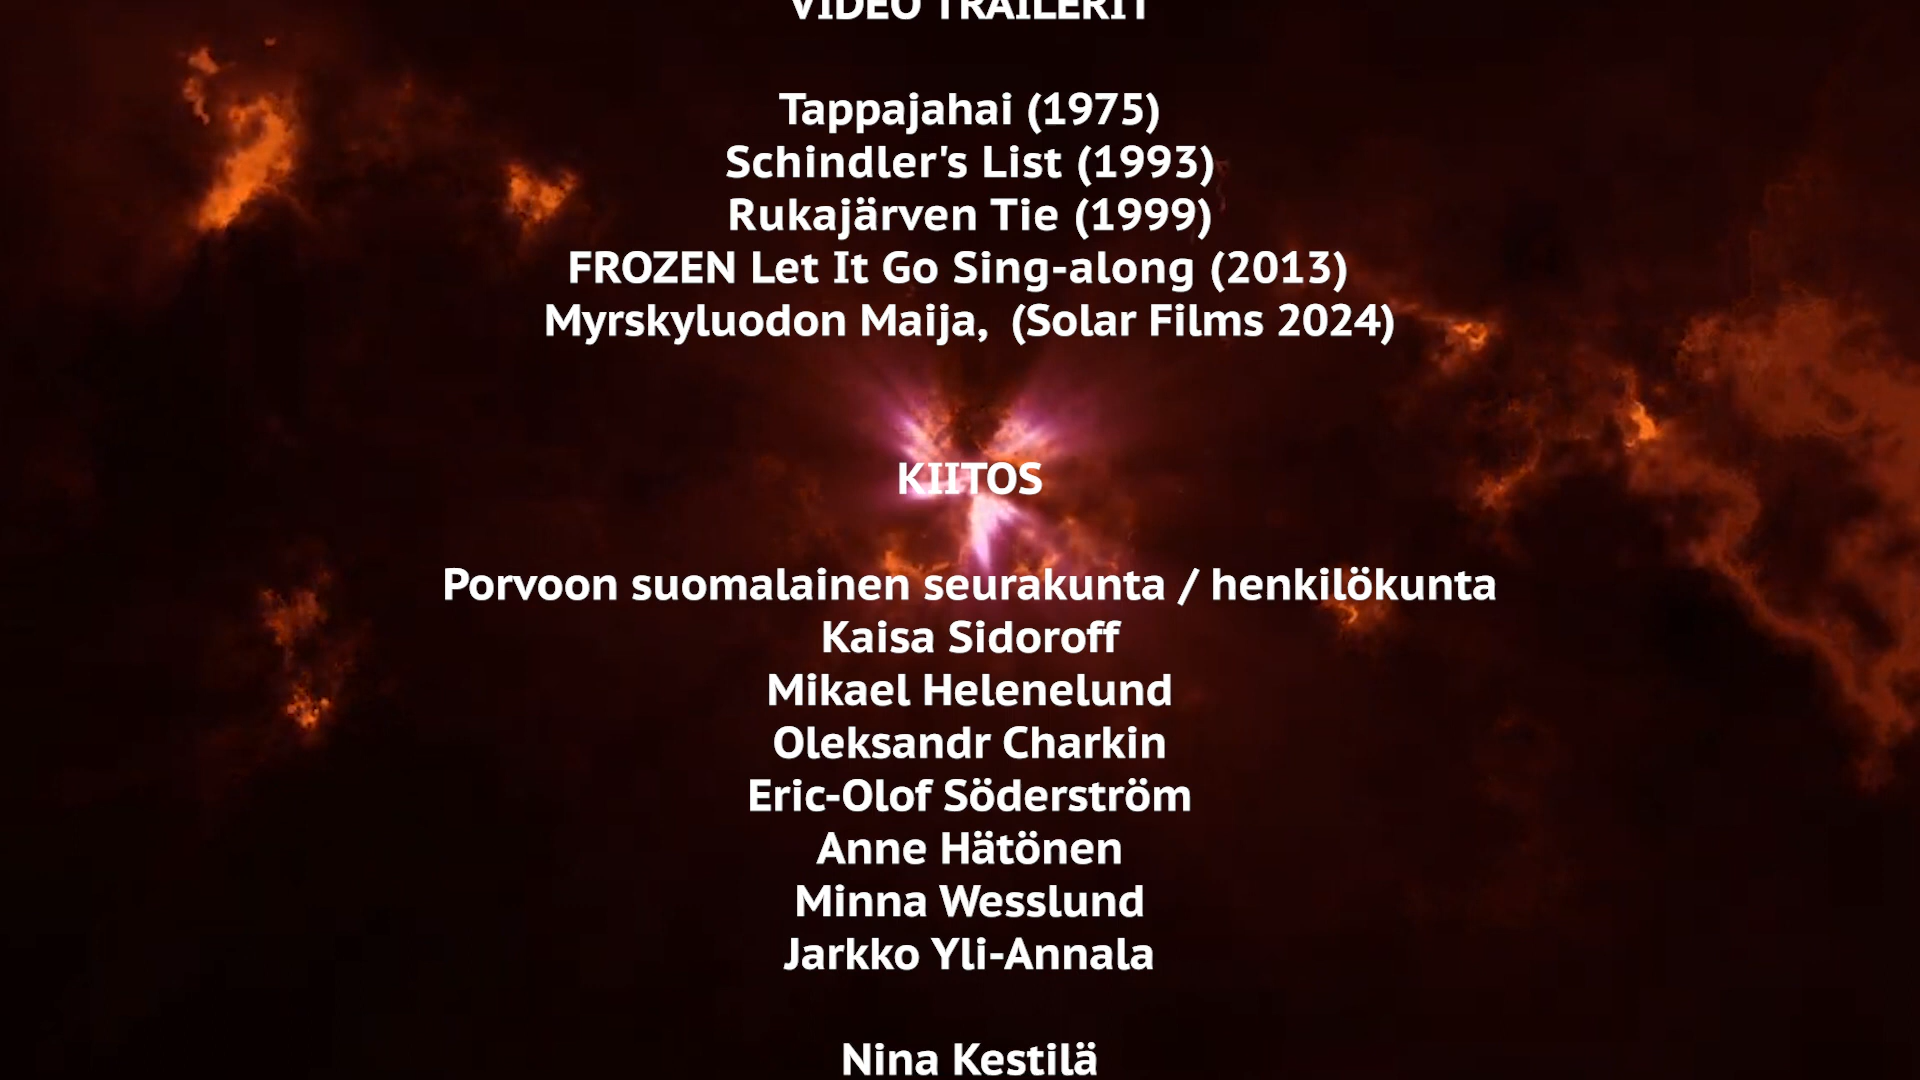 VIDEO TRAILERIT
Tappajahai (1975)
Schindler's List (1993)
Rukajärven Tie (1999)
FROZEN Let It Go Sing-along (2013)
Myrskyluodon Maija,  (Solar Films 2024)
KIITOS
Porvoon suomalainen seurakunta / henkilökunta
Kaisa Sidoroff
Mikael Helenelund
Oleksandr Charkin
Eric-Olof Söderström
Anne Hätönen
Minna Wesslund
Jarkko Yli-Annala
Nina Kestilä